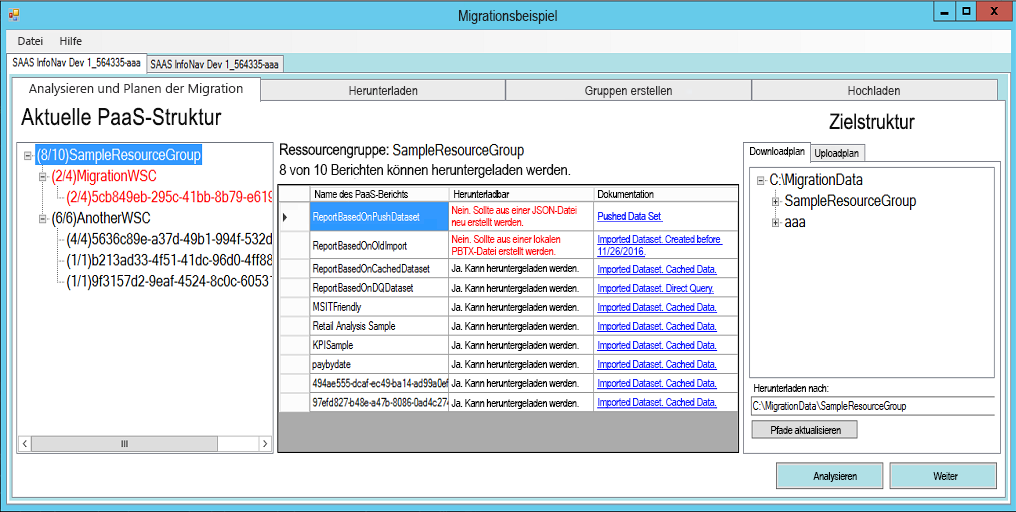 Migrationsbeispiel
Datei Hilfe
SAAS InfoNav Dev 1_564335-aaa SAAS InfoNav Dev 1_564335-aaa
Analysieren und Planen der Migration Herunterladen Gruppen erstellen Hochladen
Aktuelle PaaS-Struktur
(8/10)SampleResourceGroup
(2/4)MigrationWSC
(2/4)5cb849eb-295c-41bb-8b79-e619
(6/6)AnotherWSC
(4/4)5636c89e-a37d-49b1-994f-532d
(1/1)b213ad33-4f51-41dc-96d0-4ff88
(1/1)9f3157d2-9eaf-4524-8c0c-60537
Ressourcengruppe: SampleResourceGroup
8 von 10 Berichten können heruntergeladen werden.
Name des PaaS-Berichts Herunterladbar Dokumentation
ReportBasedOnPushDataset Nein. Sollte aus einer JSON-Datei neu erstellt werden. Pushed Data Set.
ReportBasedOnOldImport Nein. Sollte aus einer lokalen PBTX-Datei erstellt werden. Imported Dataset. Created before 11/26/2016.
ReportBasedOnCachedDataset Ja. Kann heruntergeladen werden. Imported Dataset. Cached Data.
ReportBasedOnDQDataset Ja. Kann heruntergeladen werden. Imported Dataset. Direct Query.
MSITFriendly Ja. Kann heruntergeladen werden. Imported Dataset. Cached Data.
Retail Analysis Sample Ja. Kann heruntergeladen werden. Imported Dataset. Cached Data.
KPISample Ja. Kann heruntergeladen werden. Imported Dataset. Cached Data.
paybydate Ja. Kann heruntergeladen werden. Imported Dataset. Cached Data.
494ae555-dcaf-ec49-ba14-ad99a0ef Ja. Kann heruntergeladen werden. Imported Dataset. Cached Data.
97efd827-b48e-a47b-8086-0ad4c27 Ja. Kann heruntergeladen werden. Imported Dataset. Cached Data.
Zielstruktur
Downloadplan Uploadplan
C:\MigrationData
SampleResourceGroup
aaa
Herunterladen nach:
C:\MigrationData\SampleResourceGroup
Pfade aktualisieren
Analysieren Weiter